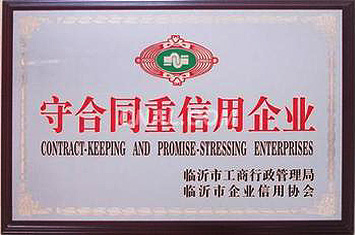 守合同重信用企业
CONTRACT-KEEPING AND PROMISE-STRESSING ENTERPRISES
临沂市工商行政管理局
临沂市企业信用协会